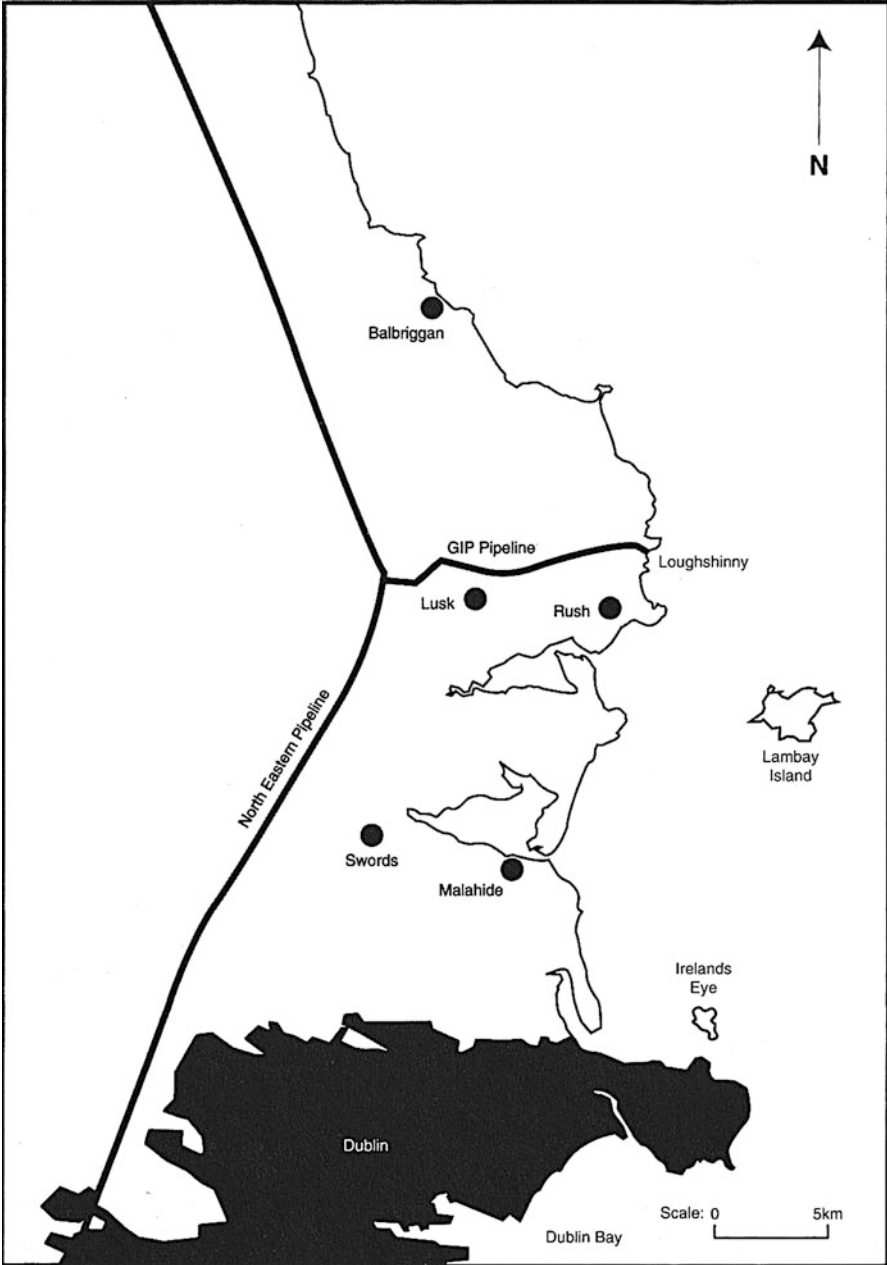 N
Balbriggan
GIP Pipeline
Loughshinny
Lusk
Rush
North Eastern Pipeline
Lambay
Island
Swords
Malahide
Irelands
Eye
Dublin
Scale: 0 5km
Dublin Bay